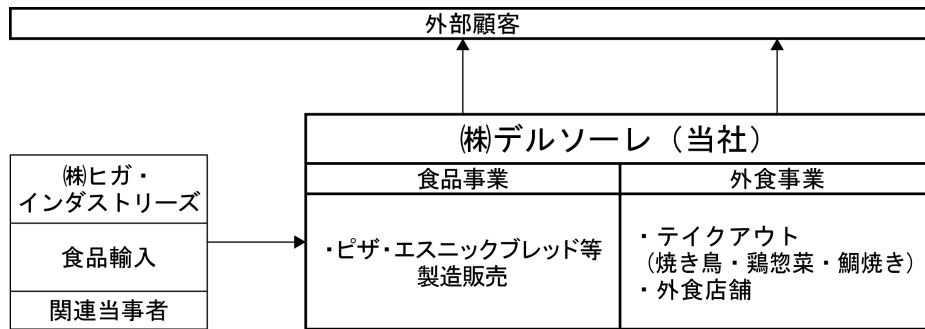 外部顧客
㈱デルソーレ（当社）
㈱ヒガ・
インダストリーズ
食品輸入
関連当事者
食品事業
・ピザ・エスニックブレッド等
製造販売
外食事業
・テイクアウト
（焼き鳥・鶏惣菜・鯛焼き）
・外食店舗